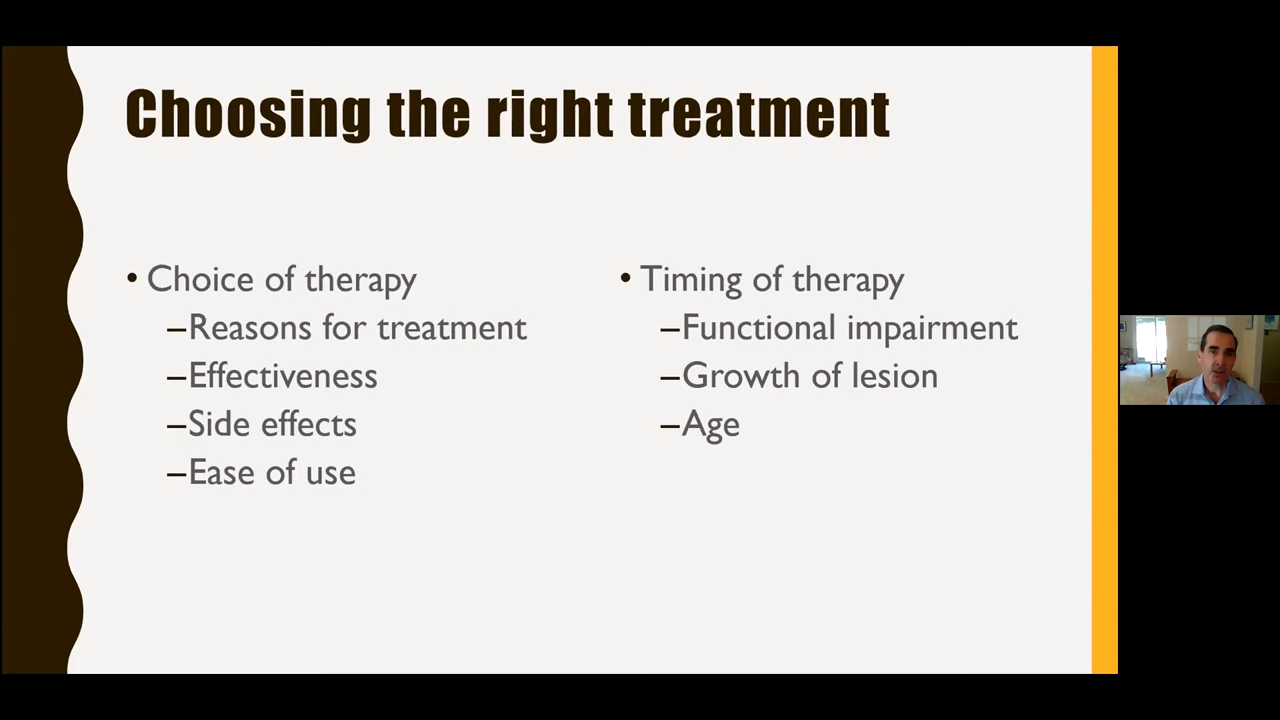 Choosing the right treatment
• Choice of therapy
–Reasons for treatment
–Effectiveness
–Side effects
–Ease of use
• Timing of therapy
–Functional impairment
–Growth of lesion
–Age